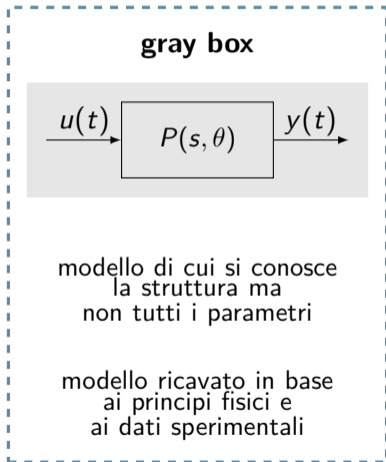 gray box
u(t) P(s, θ) y(t)
modello di cui si conosce
la struttura ma
non tutti i parametri
modello ricavato in base
ai principi fisici e
ai dati sperimentali